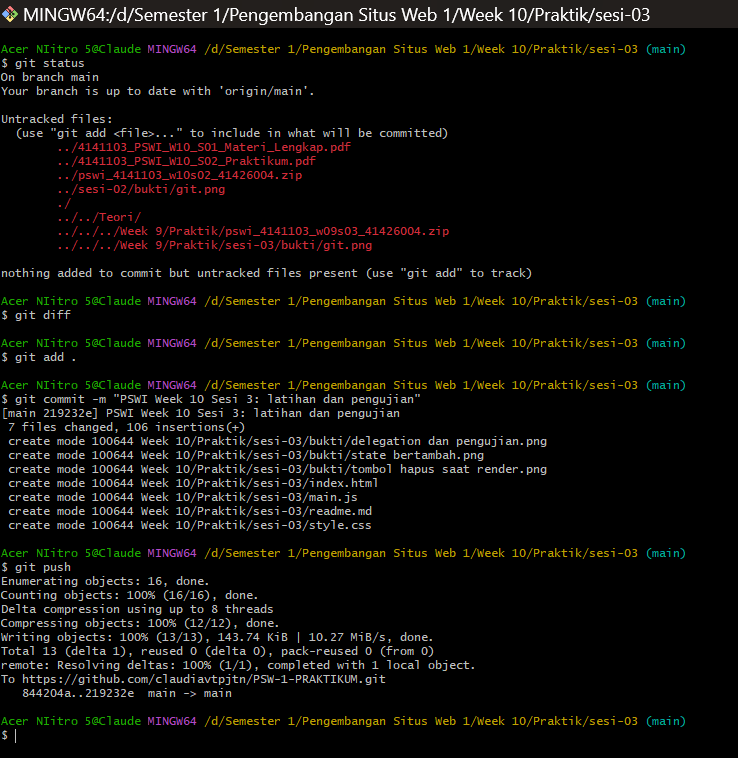 MINGW64:/d/Semester 1/Pengembangan Situs Web 1/Week 10/Praktik/sesi-03
Acer NIitro 5@Claude MINGW64 /d/Semester 1/Pengembangan Situs Web 1/Week 10/Praktik/sesi-03 (main)
$ git status
On branch main
Your branch is up to date with 'origin/main'.
Untracked files:
  (use "git add <file>..." to include in what will be committed)
        ../4141103_PSWI_W10_S01_Materi_Lengkap.pdf
        ../4141103_PSWI_W10_S02_Praktikum.pdf
        ../pswi_4141103_w10s02_41426004.zip
        ../sesi-02/bukti/git.png
        ./
        ../../Teori/
        ../../../Week 9/Praktik/pswi_4141103_w09s03_41426004.zip
        ../../../Week 9/Praktik/sesi-03/bukti/git.png
nothing added to commit but untracked files present (use "git add" to track)
Acer NIitro 5@Claude MINGW64 /d/Semester 1/Pengembangan Situs Web 1/Week 10/Praktik/sesi-03 (main)
$ git diff
Acer NIitro 5@Claude MINGW64 /d/Semester 1/Pengembangan Situs Web 1/Week 10/Praktik/sesi-03 (main)
$ git add .
Acer NIitro 5@Claude MINGW64 /d/Semester 1/Pengembangan Situs Web 1/Week 10/Praktik/sesi-03 (main)
$ git commit -m "PSWI Week 10 Sesi 3: latihan dan pengujian"
[main 219232e] PSWI Week 10 Sesi 3: latihan dan pengujian
 7 files changed, 106 insertions(+)
 create mode 100644 Week 10/Praktik/sesi-03/bukti/delegation dan pengujian.png
 create mode 100644 Week 10/Praktik/sesi-03/bukti/state bertambah.png
 create mode 100644 Week 10/Praktik/sesi-03/bukti/tombol hapus saat render.png
 create mode 100644 Week 10/Praktik/sesi-03/index.html
 create mode 100644 Week 10/Praktik/sesi-03/main.js
 create mode 100644 Week 10/Praktik/sesi-03/readme.md
 create mode 100644 Week 10/Praktik/sesi-03/style.css
Acer NIitro 5@Claude MINGW64 /d/Semester 1/Pengembangan Situs Web 1/Week 10/Praktik/sesi-03 (main)
$ git push
Enumerating objects: 16, done.
Counting objects: 100% (16/16), done.
Delta compression using up to 8 threads
Compressing objects: 100% (12/12), done.
Writing objects: 100% (13/13), 143.74 KiB | 10.27 MiB/s, done.
Total 13 (delta 1), reused 0 (delta 0), pack-reused 0 (from 0)
remote: Resolving deltas: 100% (1/1), completed with 1 local object.
To https://github.com/claudiavtpjtn/PSW-1-PRAKTIKUM.git
   844204a..219232e  main -> main
Acer NIitro 5@Claude MINGW64 /d/Semester 1/Pengembangan Situs Web 1/Week 10/Praktik/sesi-03 (main)
$